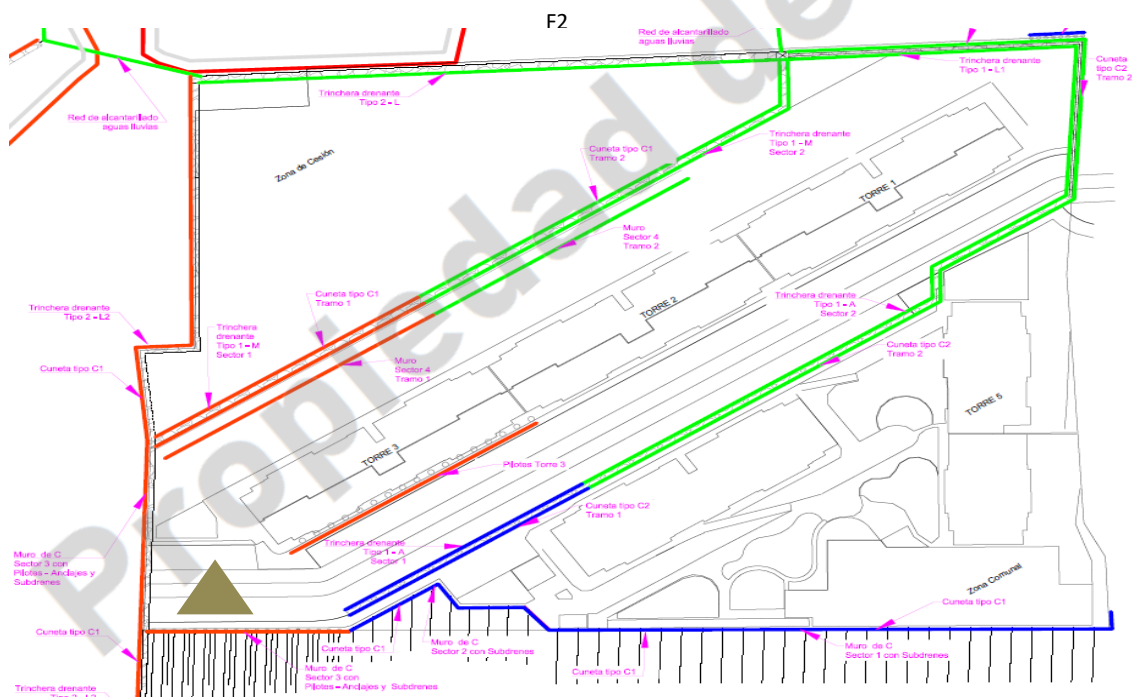 F2
Red de alcantarillado
aguas lluvias
Trinchera drenante
Tipo 2 - L
Trinchera drenante
Tipo 1 - L1
Cuneta
tipo C2
Tramo 2
Zona de Cesión
Cuneta tipo C1
Tramo 2
Trinchera drenante
Tipo 1 - M
Sector 2
TORRE 1
Muro
Sector 4
Tramo 2
Trinchera drenante
Tipo 2 - L2
Cuneta tipo C1
Tramo 1
Trinchera
drenante
Tipo 1 - M
Sector 1
TORRE 2
Trinchera drenante
Tipo 1 - A
Sector 2
Cuneta tipo C1
Muro
Sector 4
Tramo 1
Cuneta tipo C2
Tramo 2
TORRE 5
TORRE 3
Pilotes Torre 3
Cuneta tipo C2
Tramo 1
Muro de C
Sector 3 con
Pilotes - Anclajes y
Subdrenes
Trinchera drenante
Tipo 1 - A
Sector 1
Zona Comunal
Cuneta tipo C1
Cuneta tipo C1
Cuneta tipo C1
Muro de C
Sector 2 con Subdrenes
Muro de C
Sector 1 con Subdrenes
Muro de C
Sector 3 con
Pilotes - Anclajes y Subdrenes
Cuneta tipo C1
Trinchera drenante
Tipo 2 - L2
Propiedad de